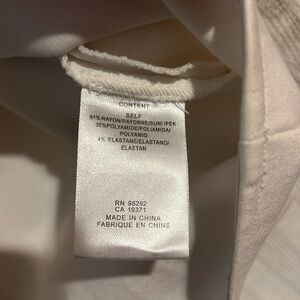 CONTENT
SELF
61% RAYON/RAYONNE/SUNI IPEK
35% POLYAMIDE/POLIAMIDA/
POLYAMID
4% ELASTANE/ELASTANO/
ELASTAN
RN 98292
CA 19371
MADE IN CHINA
FABRIQUE EN CHINE